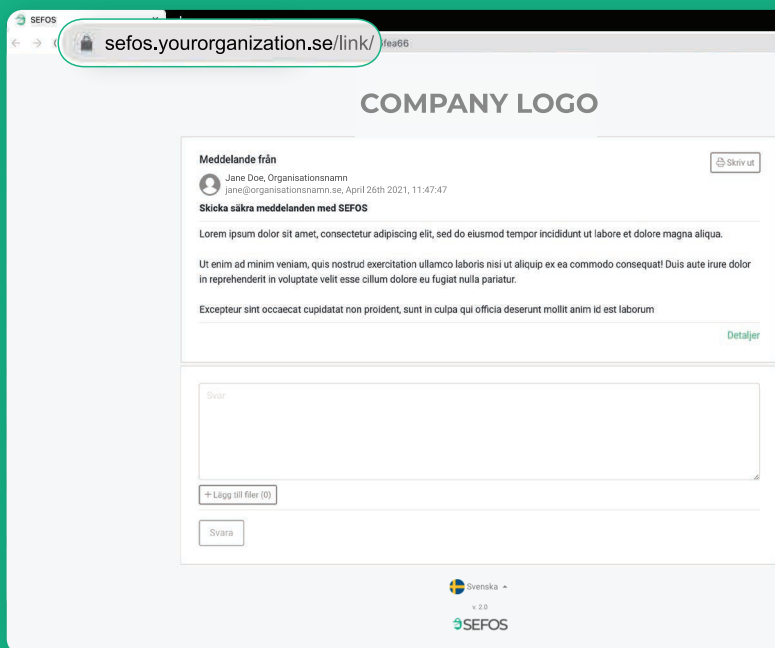 SEFOS
sefos.yourorganization.se/link/
fea66
COMPANY LOGO
Meddelande från
Skriv ut
Jane Doe, Organisationsnamn
jane@organisationsnamn.se, April 26th 2021, 11:47:47
Skicka säkra meddelanden med SEFOS
Lorem ipsum dolor sit amet, consectetur adipiscing elit, sed do eiusmod tempor incididunt ut labore et dolore magna aliqua.
Ut enim ad minim veniam, quis nostrud exercitation ullamco laboris nisi ut aliquip ex ea commodo consequat! Duis aute irure dolor
in reprehenderit in voluptate velit esse cillum dolore eu fugiat nulla pariatur.
Excepteur sint occaecat cupidatat non proident, sunt in culpa qui officia deserunt mollit anim id est laborum
Detaljer
Svar
+ Lägg till filer (0)
Svara
Svenska
v. 2.0
SEFOS